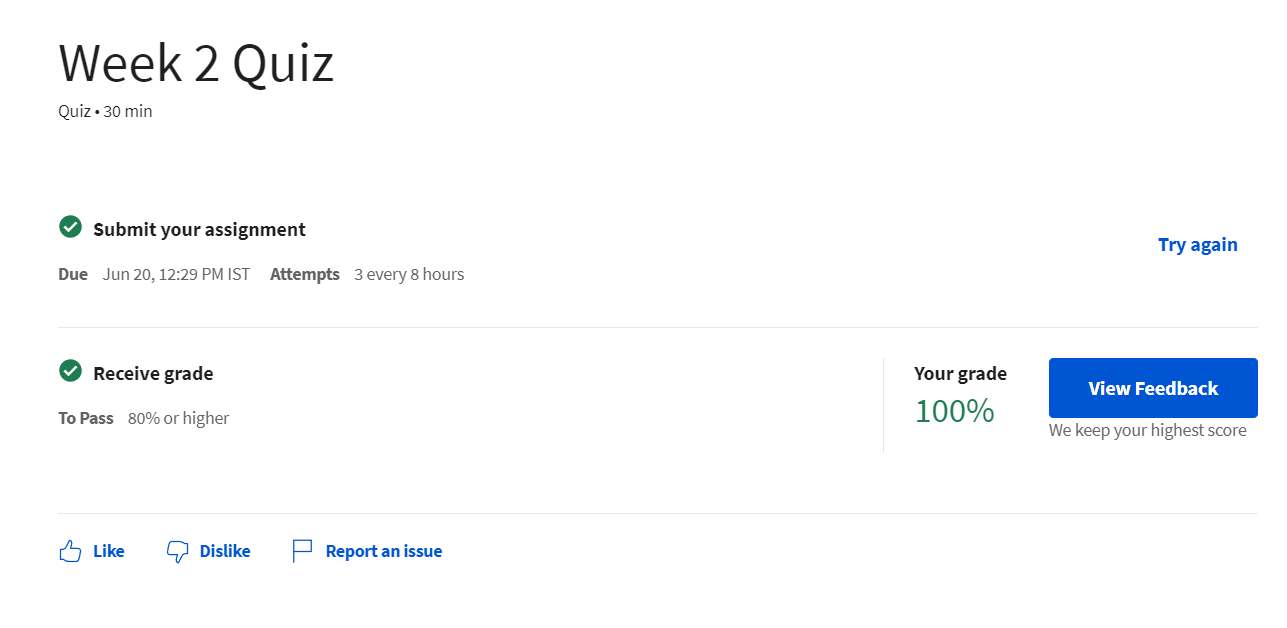 Week 2 Quiz
Quiz • 30 min
Submit your assignment
Try again
Due Jun 20, 12:29 PM IST Attempts 3 every 8 hours
Receive grade
To Pass 80% or higher
Your grade
100%
View Feedback
We keep your highest score
Like Dislike Report an issue